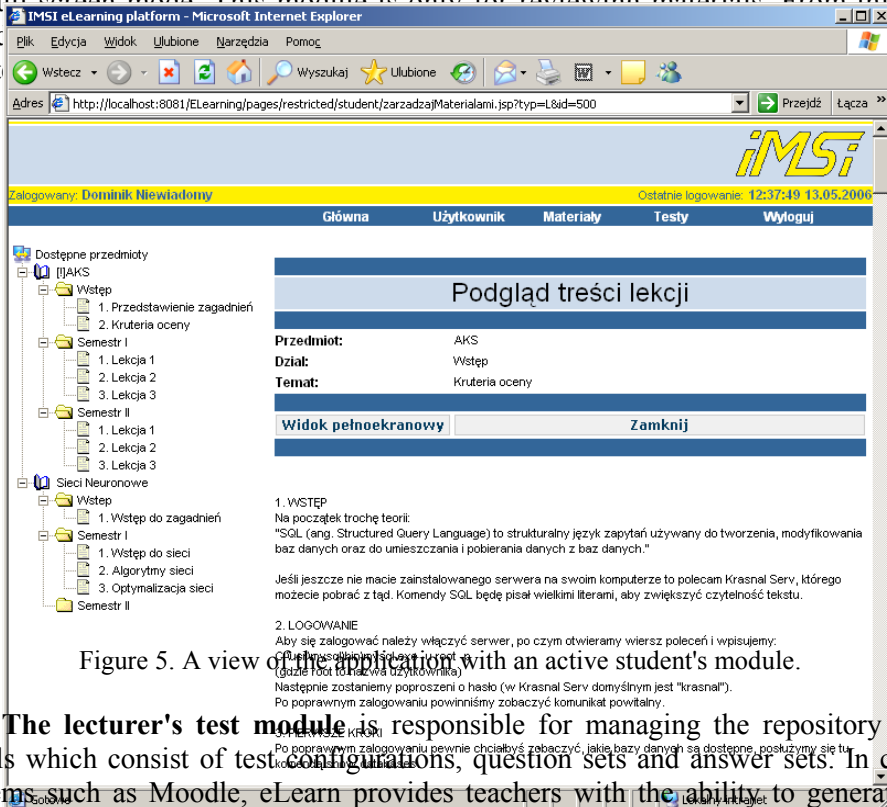 IMSI eLearning platform - Microsoft Internet Explorer
Plik Edycja Widok Ulubione Narzędzia Pomoc
Wstecz Wyszukaj Ulubione
Adres http://localhost:8081/ELearning/pages/restricted/student/zarzadzajMaterialami.jsp?typ=L&id=500 Przejdź Łącza »
iMSi
Zalogowany: Dominik Niewiadomy Ostatnie logowanie: 12:37:49 13.05.2006
Główna Użytkownik Materiały Testy Wyloguj
Dostępne przedmioty
[!]AKS
Wstęp
1. Przedstawienie zagadnień
2. Kruteria oceny
Semestr I
1. Lekcja 1
2. Lekcja 2
3. Lekcja 3
Semestr II
1. Lekcja 1
2. Lekcja 2
3. Lekcja 3
Sieci Neuronowe
Wstep
1. Wstęp do zagadnień
Semestr I
1. Wstęp do sieci
2. Algorytmy sieci
3. Optymalizacja sieci
Semestr II
Podgląd treści lekcji
Przedmiot: AKS
Dział: Wstęp
Temat: Kruteria oceny
Widok pełnoekranowy Zamknij
1. WSTĘP
Na początek trochę teorii:
"SQL (ang. Structured Query Language) to strukturalny język zapytań używany do tworzenia, modyfikowania
baz danych oraz do umieszczania i pobierania danych z baz danych."
Jeśli jeszcze nie macie zainstalowanego serwera na swoim komputerze to polecam Krasnal Serv, którego
możecie pobrać z tąd. Komendy SQL będę pisał wielkimi literami, aby zwiększyć czytelność tekstu.
2. LOGOWANIE
Aby się zalogować należy włączyć serwer, po czym otwieramy wiersz poleceń i wpisujemy:
(gdzie root to nazwa użytkownika)
Figure 5. A view of the application with an active student's module.
Następnie zostaniemy poproszeni o hasło (w Krasnal Serv domyślnym jest "krasnal").
Po poprawnym zalogowaniu powinniśmy zobaczyć komunikat powitalny.
The lecturer's test module is responsible for managing the repository
3. PIERWSZE KROKI
Po poprawnym zalogowaniu pewnie chciałbyś zobaczyć, jakie bazy danych są dostępne, posłużymy się tu
which consist of test configurations, question sets and answer sets. In
such as Moodle, eLearn provides teachers with the ability to
Gotowe Lokalny intranet